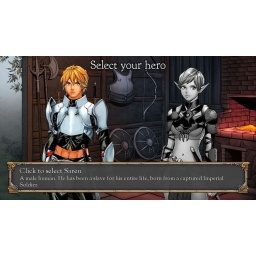 Select your hero
Click to select Soren
A male human. He has been a slave for his entire life, born from a captured Imperial
Soldier.